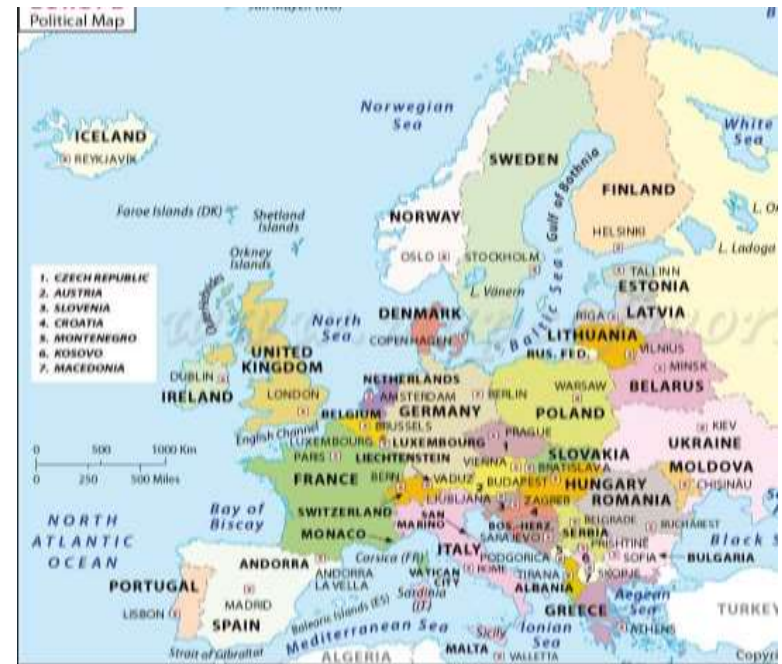 Political Map
Norwegian
Sea
White
Sea
ICELAND
REYKJAVIK
SWEDEN
Gulf of Bothnia
FINLAND
Faroe Islands (DK)
Shetland
Islands
NORWAY
HELSINKI
L. Ladoga
Orkney
Islands
OSLO
STOCKHOLM
TALLINN
ESTONIA
L. Vänern
1. CZECH REPUBLIC
2. AUSTRIA
3. SLOVENIA
4. CROATIA
5. MONTENEGRO
6. KOSOVO
7. MACEDONIA
North
Sea
DENMARK
COPENHAGEN
Baltic Sea
RIGA
LATVIA
LITHUANIA
RUS. FED.
VILNIUS
MINSK
BELARUS
UNITED
KINGDOM
DUBLIN
IRELAND
LONDON
NETHERLANDS
AMSTERDAM
BERLIN
WARSAW
POLAND
BELGIUM
GERMANY
BRUSSELS
English Channel
LUXEMBOURG
LUXEMBOURG
PRAGUE
1
KIEV
UKRAINE
0 500 1000 Km
0 500 Miles
PARIS
LIECHTENSTEIN
VIENNA
SLOVAKIA
BRATISLAVA
MOLDOVA
CHISINAU
FRANCE
BERN
VADUZ
2
BUDAPEST
HUNGARY
ROMANIA
SWITZERLAND
LJUBLJANA
3
ZAGREB
4
NORTH
ATLANTIC
OCEAN
Bay of
Biscay
SAN
MARINO
BOS.-HERZ.
SARAJEVO
BELGRADE
SERBIA
BUCHAREST
MONACO
ITALY
PRISHTINE
Black
ANDORRA
ANDORRA
LA VELLA
Corsica (FR)
VATICAN
CITY
ROME
PODGORICA
SOFIA
BULGARIA
PORTUGAL
LISBON
MADRID
SPAIN
Balearic Islands (ES)
Sardinia
(IT)
TIRANA
SKOPJE
7
ALBANIA
GREECE
Aegean
Sea
TURKEY
Mediterranean Sea
Sicily
Ionian
Sea
ATHENS
Strait of Gibraltar
ALGERIA
MALTA
VALLETTA